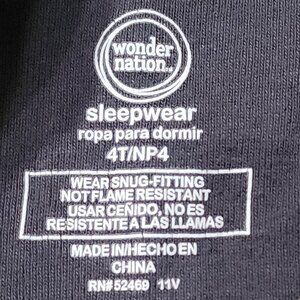 wonder
nation™
sleepwear
ropa para dormir
4T/NP4
WEAR SNUG-FITTING
NOT FLAME RESISTANT
USAR CEÑIDO, NO ES
RESISTENTE A LAS LLAMAS
MADE IN/HECHO EN
CHINA
RN#52469 11V